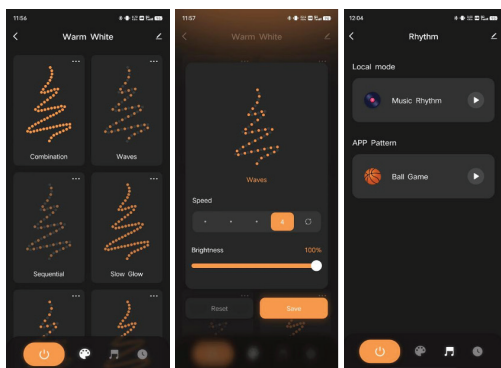 11:56
Warm White
Combination
Waves
Sequential
Slow Glow
11:57
Warm White
Waves
Speed
4
Brightness
100%
Reset
Save
12:04
Rhythm
Local mode
Music Rhythm
APP Pattern
Ball Game